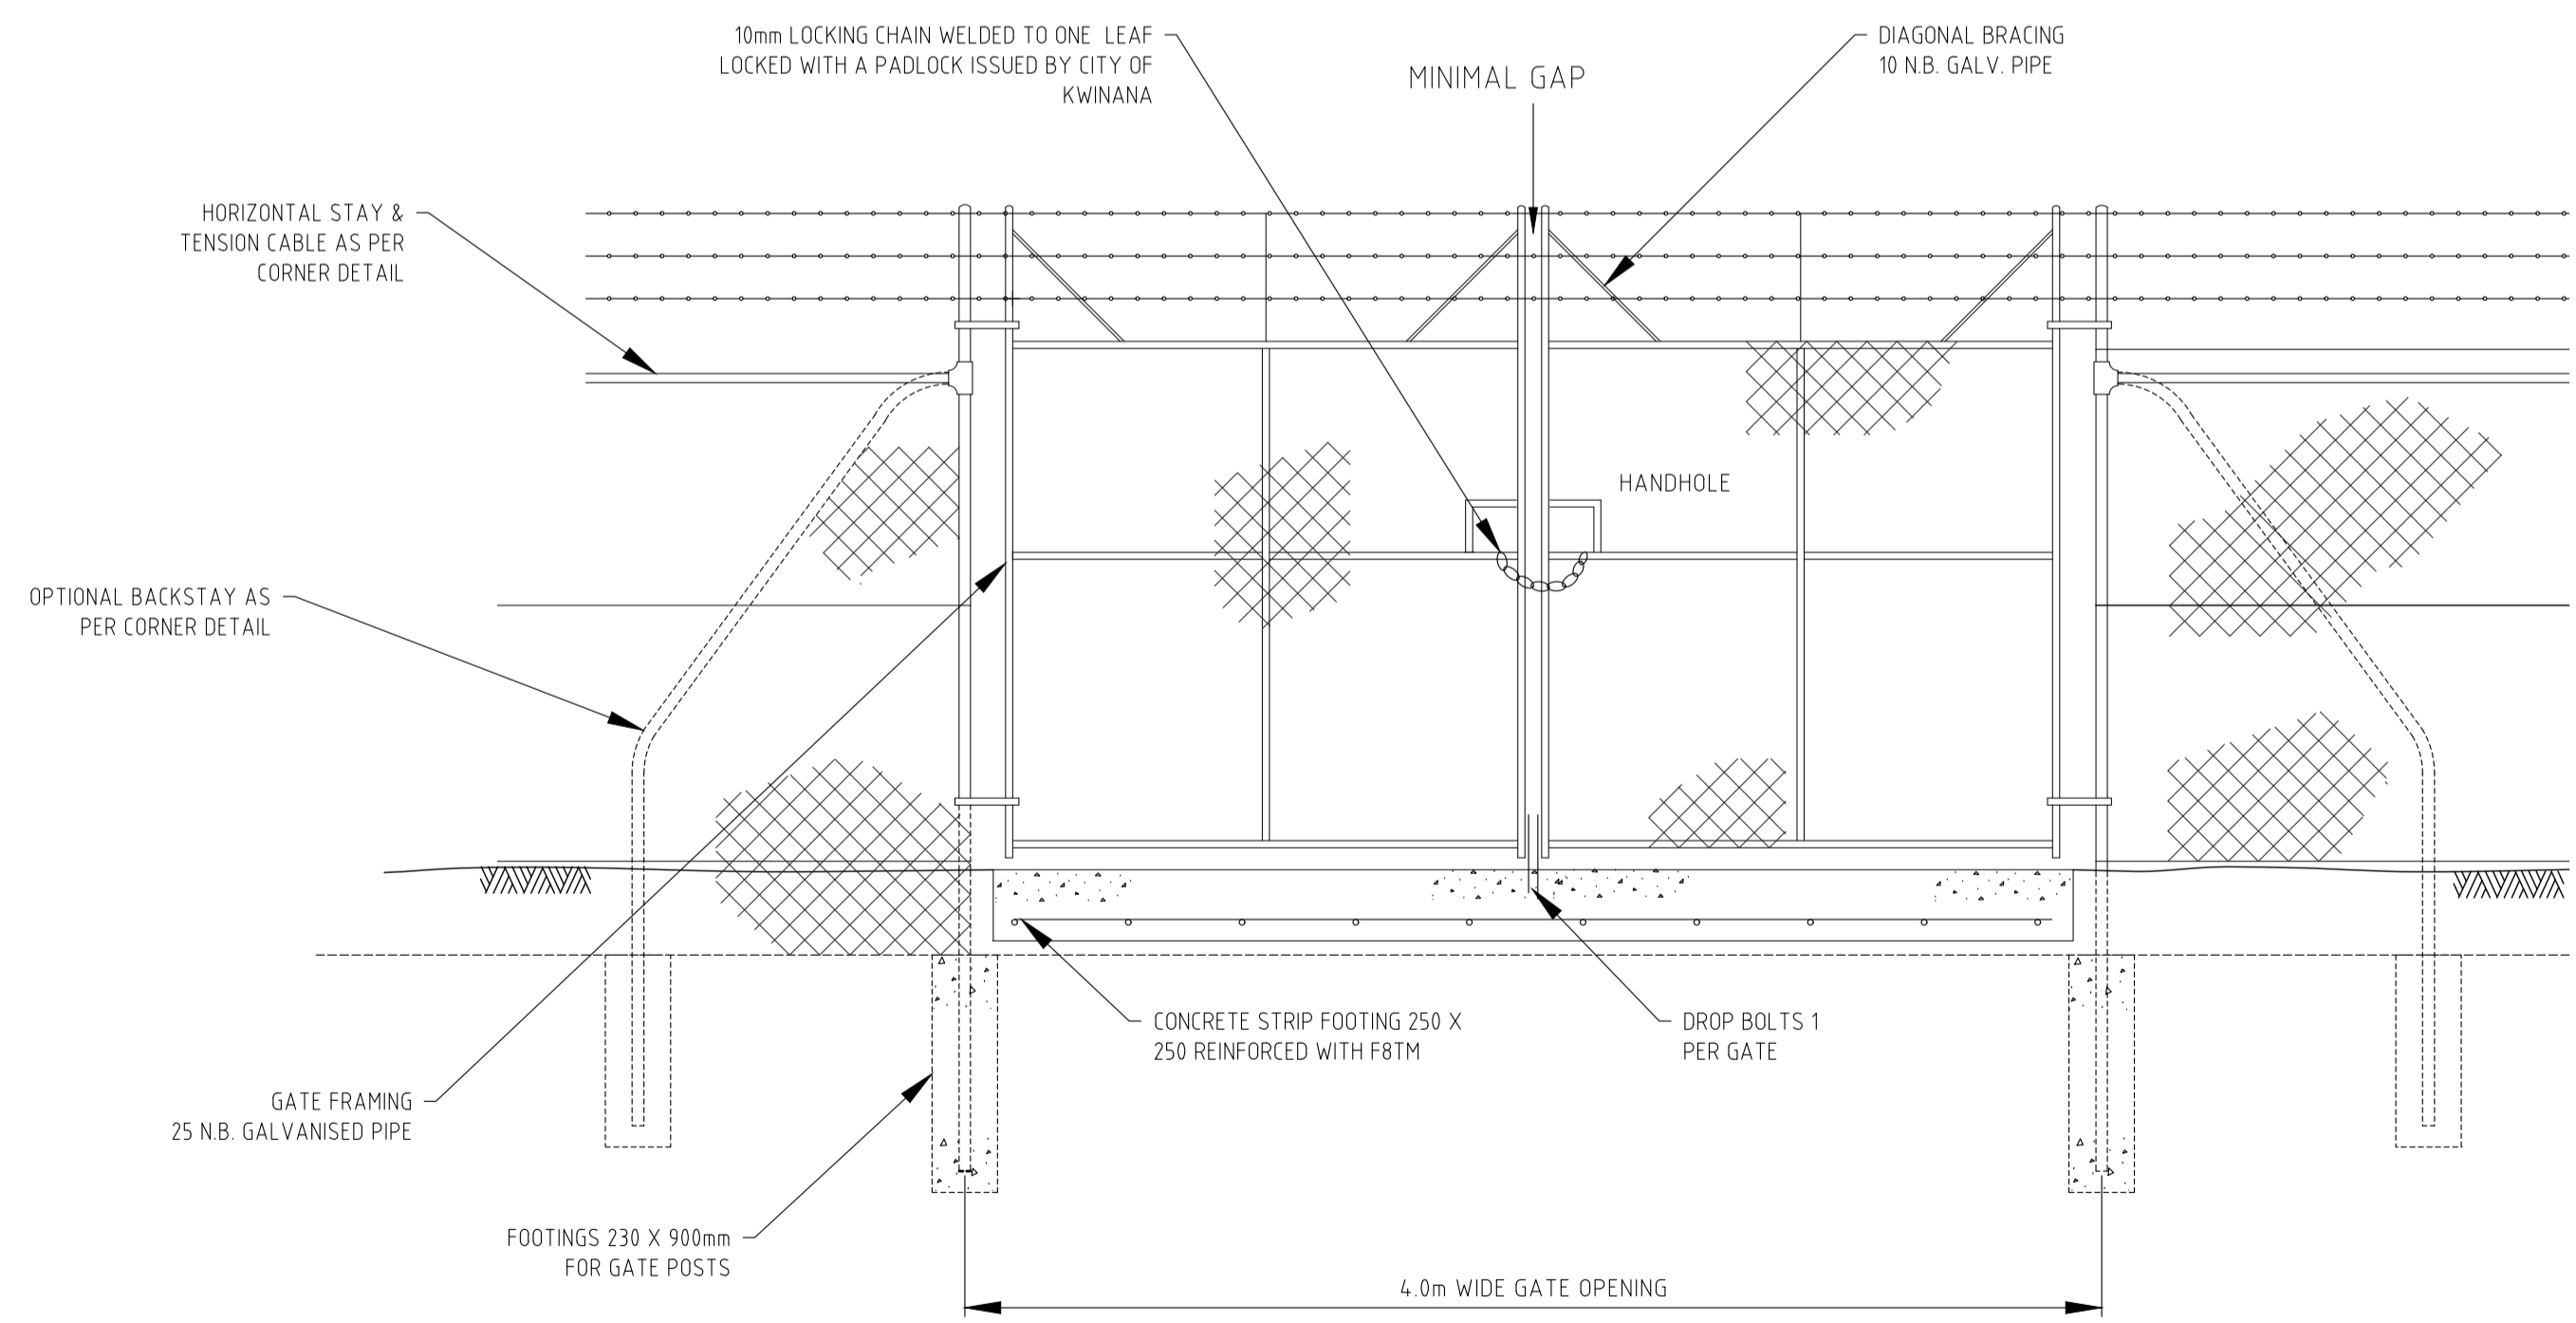 10mm LOCKING CHAIN WELDED TO ONE LEAF
LOCKED WITH A PADLOCK ISSUED BY CITY OF
KWINANA
MINIMAL GAP
DIAGONAL BRACING
10 N.B. GALV. PIPE
HORIZONTAL STAY &
TENSION CABLE AS PER
CORNER DETAIL
HANDHOLE
OPTIONAL BACKSTAY AS
PER CORNER DETAIL
CONCRETE STRIP FOOTING 250 X
250 REINFORCED WITH F8TM
DROP BOLTS 1
PER GATE
GATE FRAMING
25 N.B. GALVANISED PIPE
FOOTINGS 230 X 900mm
FOR GATE POSTS
4.0m WIDE GATE OPENING